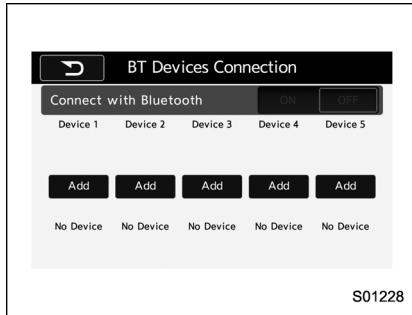 BT Devices Connection
Connect with Bluetooth ON OFF
Device 1 Device 2 Device 3 Device 4 Device 5
Add Add Add Add Add
No Device No Device No Device No Device No Device
S01228